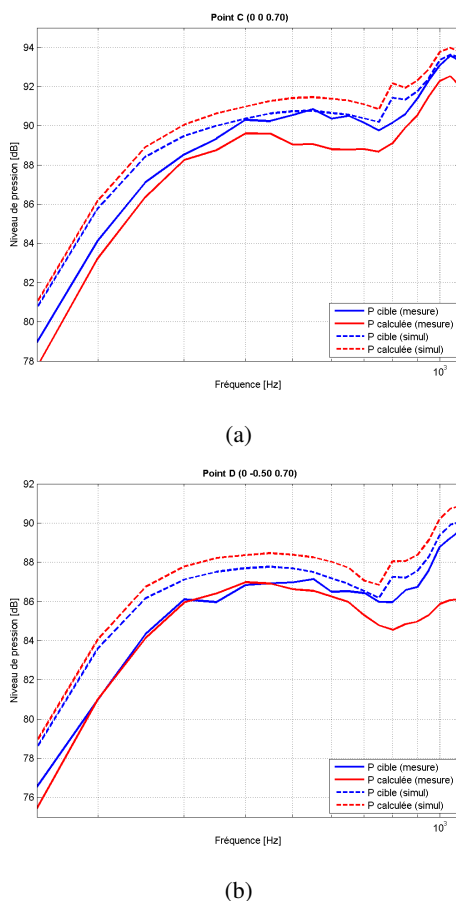 Point C (0 0 0.70)
94
92
90
88
86
84
82
80
78
Niveau de pression [dB]
P cible (mesure)
P calculée (mesure)
P cible (simul)
P calculée (simul)
10³
Fréquence [Hz]
(a)
Point D (0 -0.50 0.70)
92
90
88
86
84
82
80
78
76
Niveau de pression [dB]
P cible (mesure)
P calculée (mesure)
P cible (simul)
P calculée (simul)
10³
Fréquence [Hz]
(b)